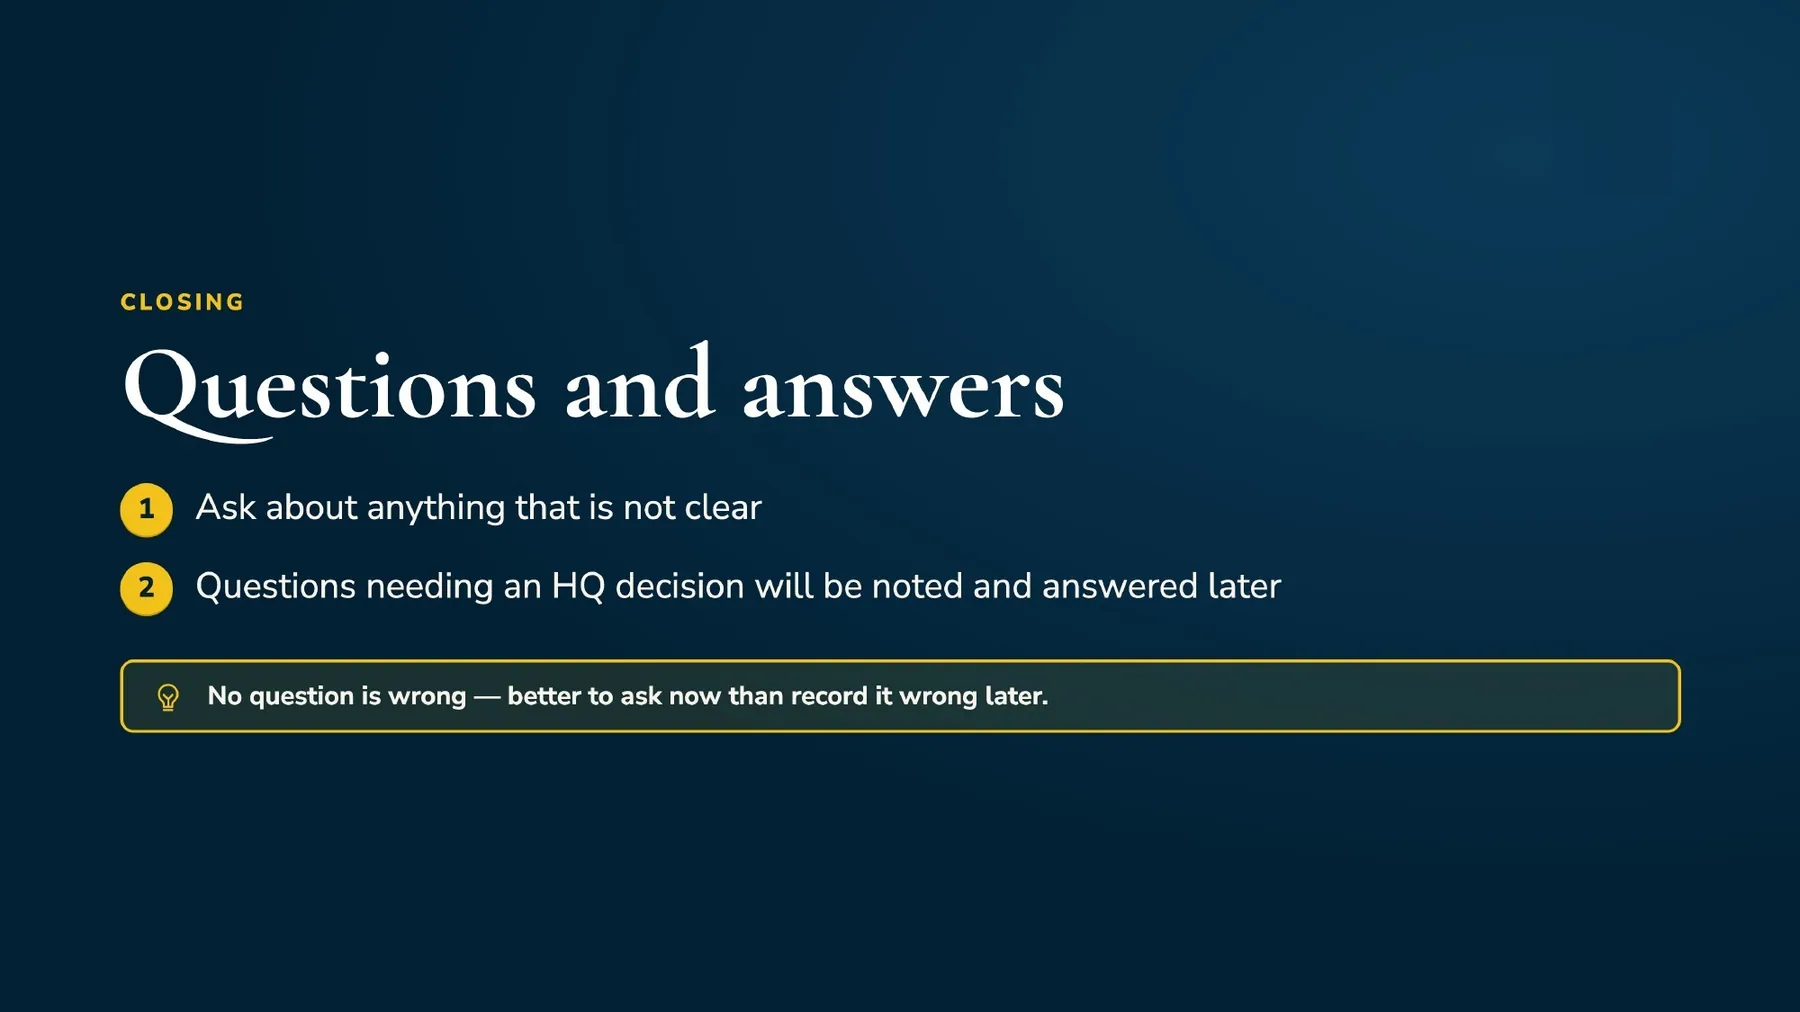 CLOSING
Questions and answers
1 Ask about anything that is not clear
2 Questions needing an HQ decision will be noted and answered later
No question is wrong — better to ask now than record it wrong later.